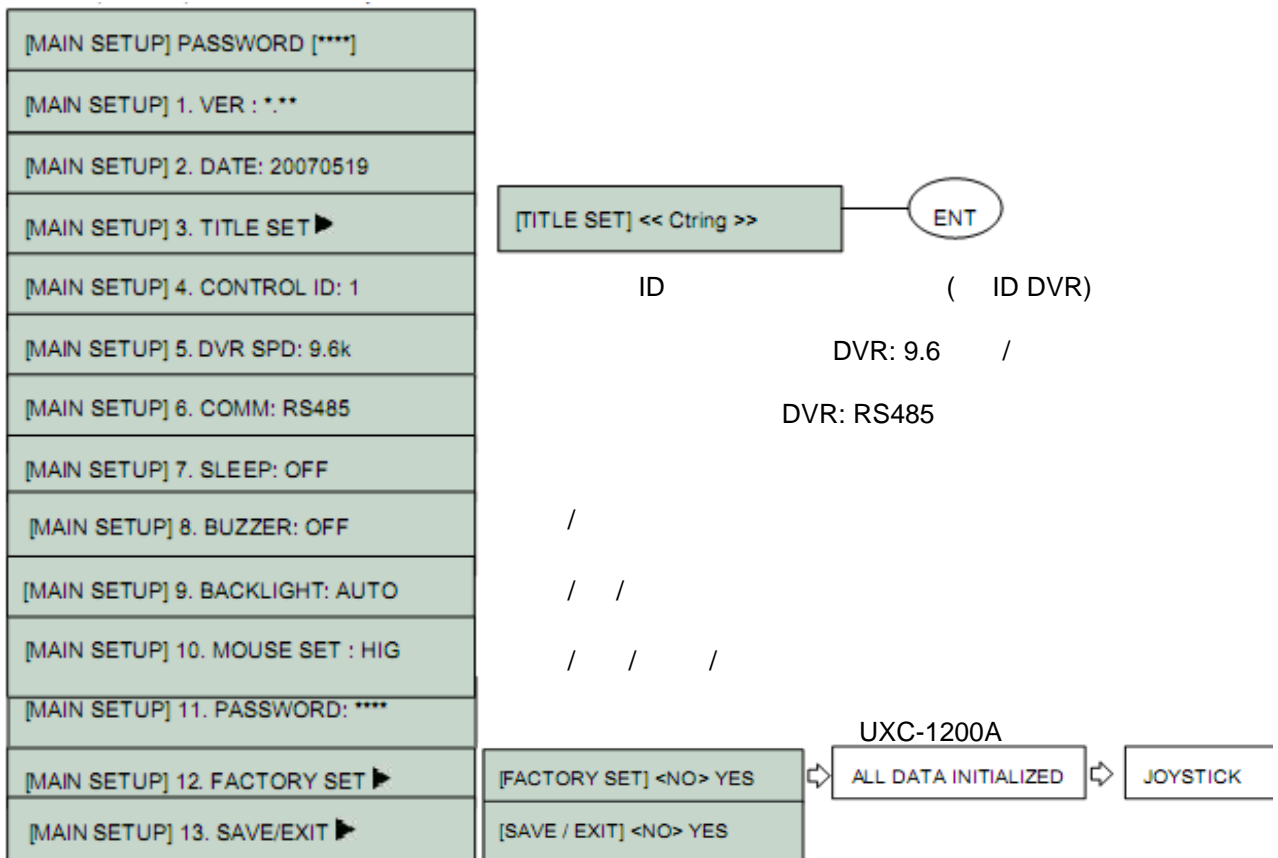 [MAIN SETUP] PASSWORD [****]
[MAIN SETUP] 1. VER : *.**
[MAIN SETUP] 2. DATE: 20070519
[MAIN SETUP] 3. TITLE SET ▶
[TITLE SET] << Ctring >>
ENT
[MAIN SETUP] 4. CONTROL ID: 1
ID ( ID DVR)
[MAIN SETUP] 5. DVR SPD: 9.6k
DVR: 9.6 /
[MAIN SETUP] 6. COMM: RS485
DVR: RS485
[MAIN SETUP] 7. SLEEP: OFF
[MAIN SETUP] 8. BUZZER: OFF
/
[MAIN SETUP] 9. BACKLIGHT: AUTO
/ /
[MAIN SETUP] 10. MOUSE SET : HIG
/ / /
[MAIN SETUP] 11. PASSWORD: ****
UXC-1200A
[MAIN SETUP] 12. FACTORY SET ▶
[FACTORY SET] <NO> YES
ALL DATA INITIALIZED
JOYSTICK
[MAIN SETUP] 13. SAVE/EXIT ▶
[SAVE / EXIT] <NO> YES